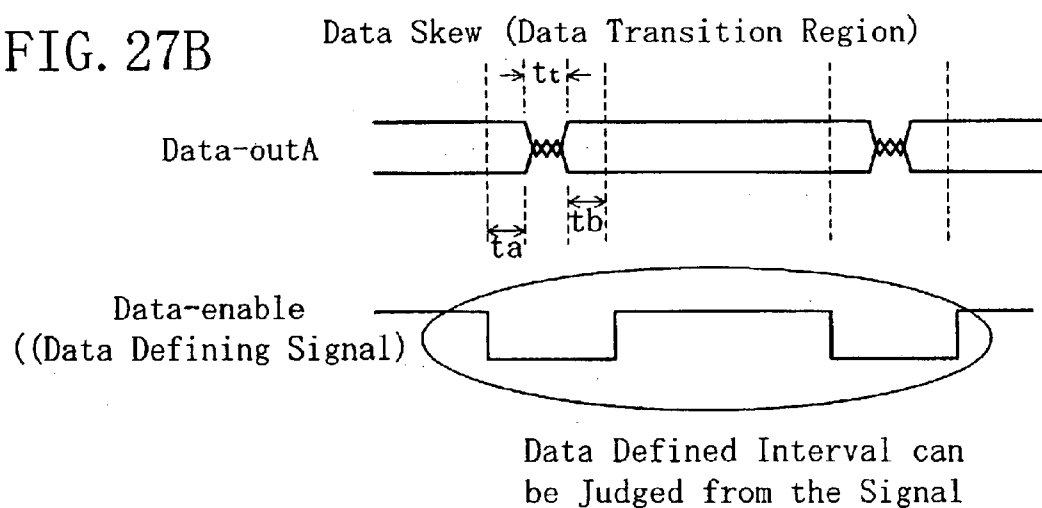 FIG. 27B
Data Skew (Data Transition Region)
tt
Data-outA
ta
tb
Data-enable
((Data Defining Signal)
Data Defined Interval can
be Judged from the Signal